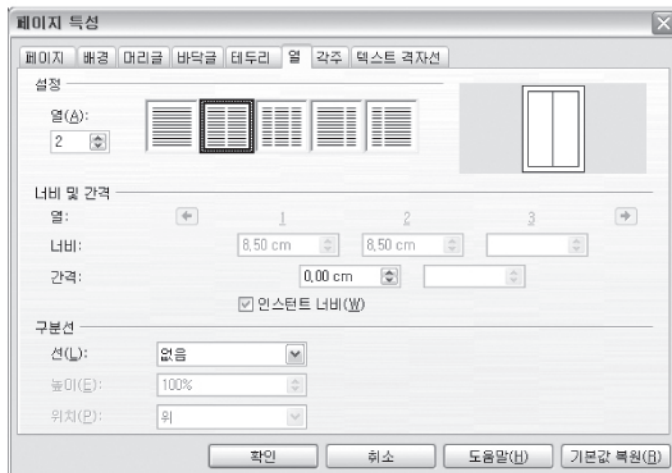 페이지 특성
페이지 배경 머리글 바닥글 테두리 열 각주 텍스트 격자선
설정
열(A):
2
너비 및 간격
열: 1 2 3
너비: 8,50 cm 8,50 cm
간격: 0,00 cm
인스턴트 너비(W)
구분선
선(L): 없음
높이(E): 100%
위치(P): 위
확인 취소 도움말(H) 기본값 복원(R)